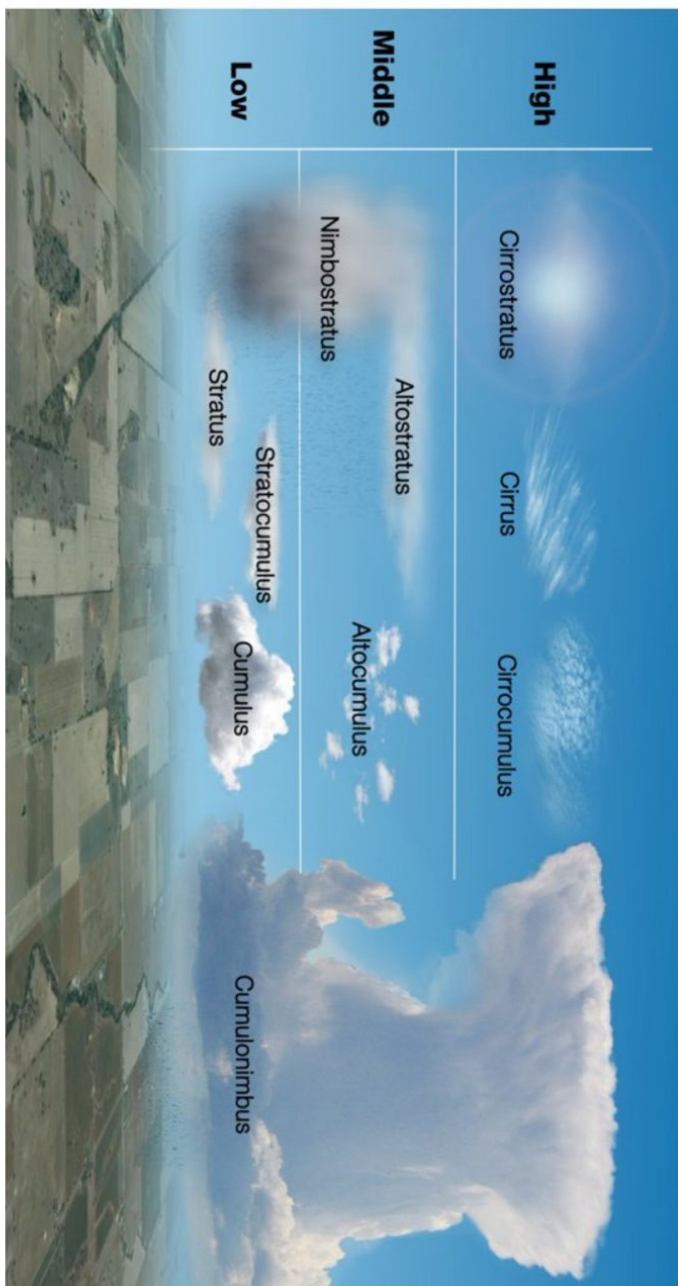 High
Cirrostratus
Cirrus
Cirrocumulus
Middle
Nimbostratus
Altostratus
Altocumulus
Low
Stratus
Stratocumulus
Cumulus
Cumulonimbus